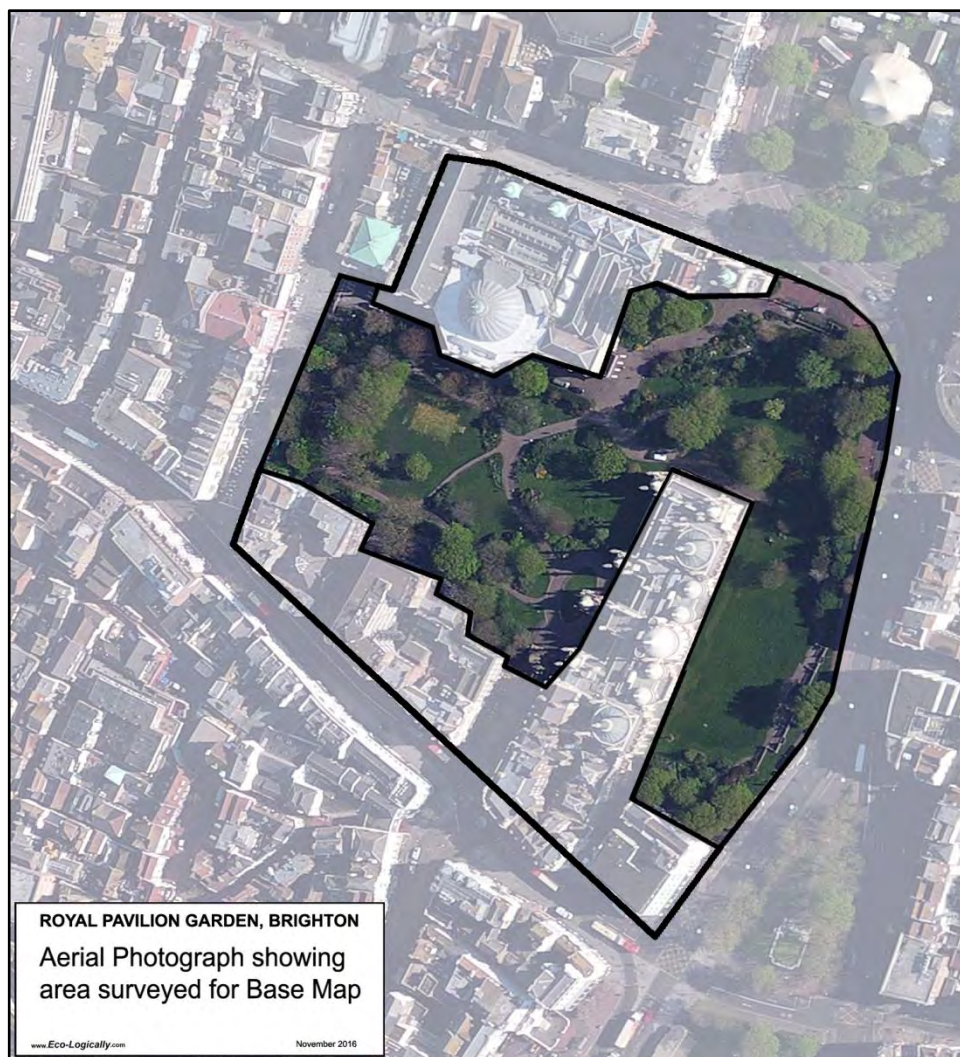 ROYAL PAVILION GARDEN, BRIGHTON
Aerial Photograph showing
area surveyed for Base Map
www.Eco-Logically.com
November 2016